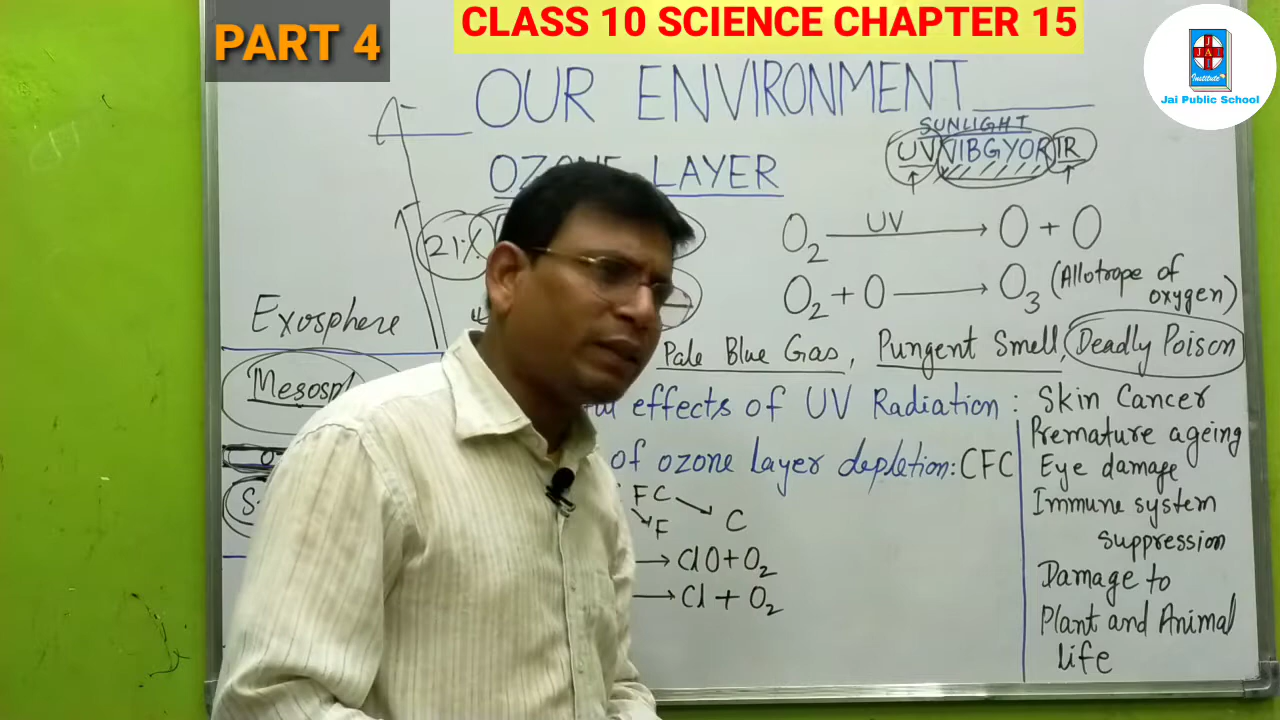 PART 4
CLASS 10 SCIENCE CHAPTER 15
JAI
Institute
Jai Public School
OUR ENVIRONMENT
SUNLIGHT
UV VIBGYOR IR
OZONE LAYER
21%
O2 UV → O + O
O2 + O → O3 (Allotrope of
oxygen)
Exosphere
Pale Blue Gas, Pungent Smell, Deadly Poison
effects of UV Radiation :
of ozone layer depletion: CFC
FC
C
F
→ ClO + O2
→ Cl + O2
Skin Cancer
Premature ageing
Eye damage
Immune system
suppression
Damage to
Plant and Animal
life